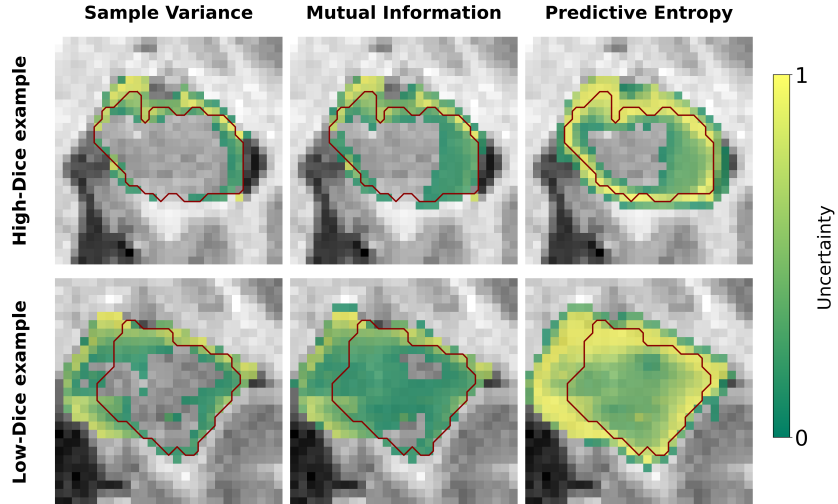 Sample Variance
Mutual Information
Predictive Entropy
High-Dice example
Low-Dice example
1
Uncertainty
0